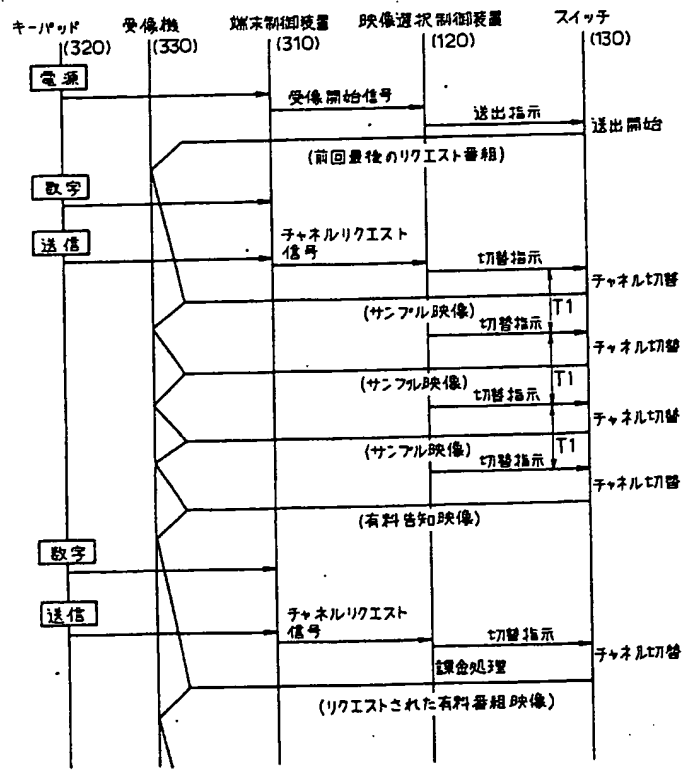 キーパッド
(320)
受像機
(330)
端末制御装置
(310)
映像選択制御装置
(120)
スイッチ
(130)
電源
受像開始信号
送出指示
送出開始
(前回最後のリクエスト番組)
数字
送信
チャネルリクエスト
信号
切替指示
チャネル切替
(サンプル映像)
T1
切替指示
チャネル切替
(サンプル映像)
T1
切替指示
チャネル切替
(サンプル映像)
T1
切替指示
チャネル切替
(有料告知映像)
数字
送信
チャネルリクエスト
信号
切替指示
チャネル切替
課金処理
(リクエストされた有料番組映像)